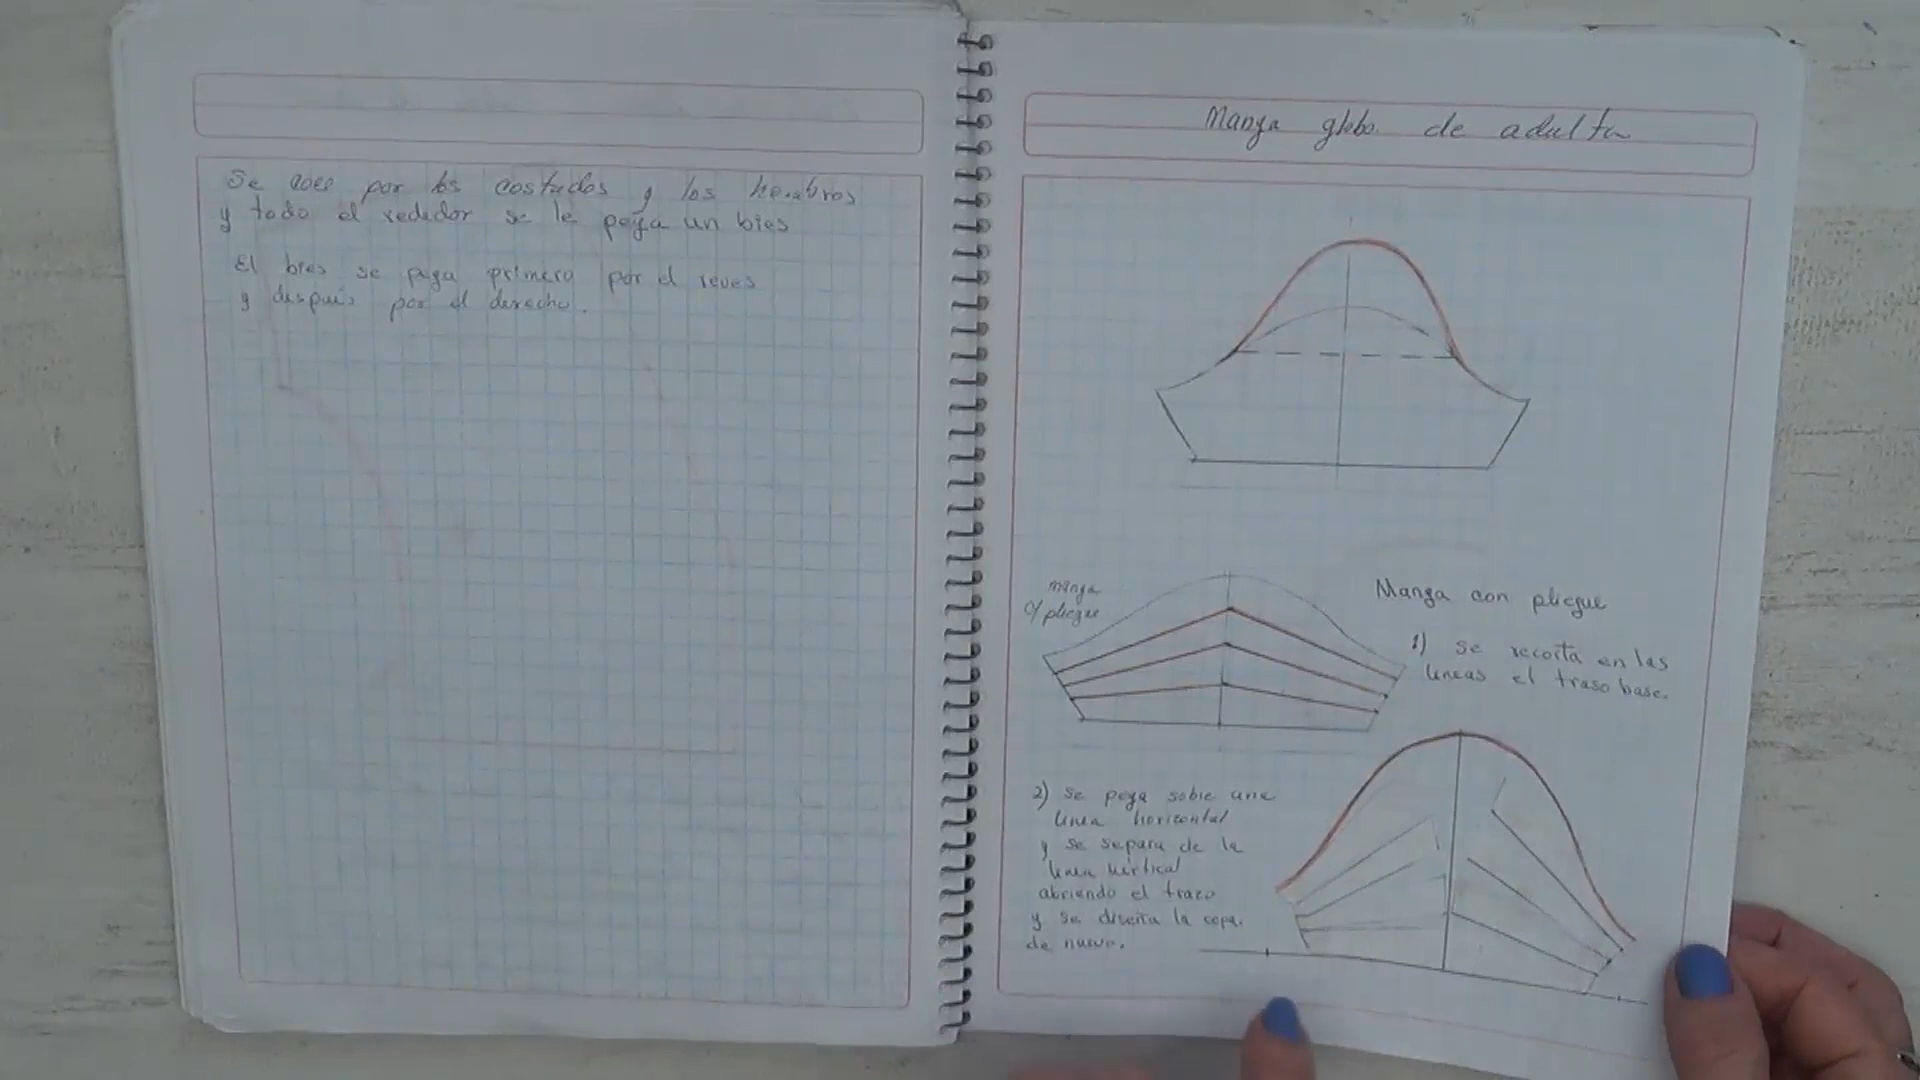 Se cose por los costados y los hombros
y todo el rededor se le pega un bies
El bies se pega primero por el reves
y después por el derecho.
Manga globo de adulta
manga
c/ pliegue
Manga con pliegue
1) se recorta en las
lineas el traso base.
2) se pega sobre una
linea horizontal
y se separa de la
linea vertical
abriendo el trazo
y se diseña la copa
de nuevo.